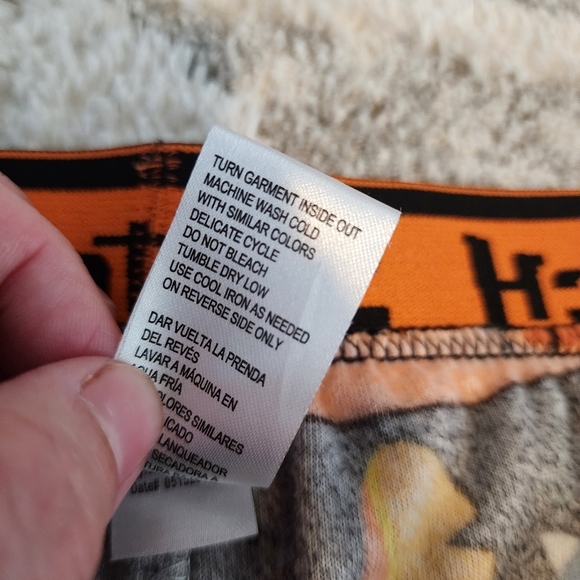 TURN GARMENT INSIDE OUT
MACHINE WASH COLD
WITH SIMILAR COLORS
DELICATE CYCLE
DO NOT BLEACH
TUMBLE DRY LOW
USE COOL IRON AS NEEDED
ON REVERSE SIDE ONLY
DAR VUELTA LA PRENDA
DEL REVÉS
LAVAR A MÁQUINA EN
AGUA FRÍA
COLORES SIMILARES
BLANQUEADOR
SECADORA A